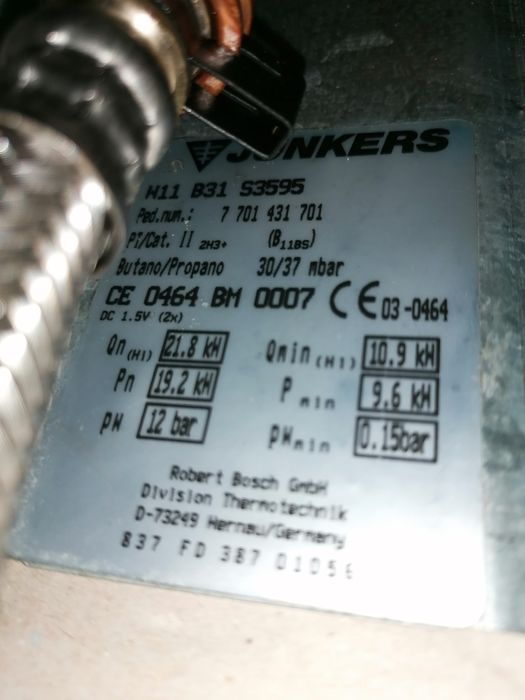 JUNKERS
W11 B31 S3595
Ped.num.: 7 701 431 701
PT/Cat. II 2H3+ (B11BS)
Butano/Propano 30/37 mbar
CE 0464 BM 0007 CE 03-0464
DC 1.5V (2x)
Qn (Hi) 21.8 kW Qmin (Hi) 10.9 kW
Pn 19.2 kW P min 9.6 kW
pW 12 bar pW min 0.15bar
Robert Bosch GmbH
Division Thermotechnik
D-73249 Wernau/Germany
837 FD 387 01056